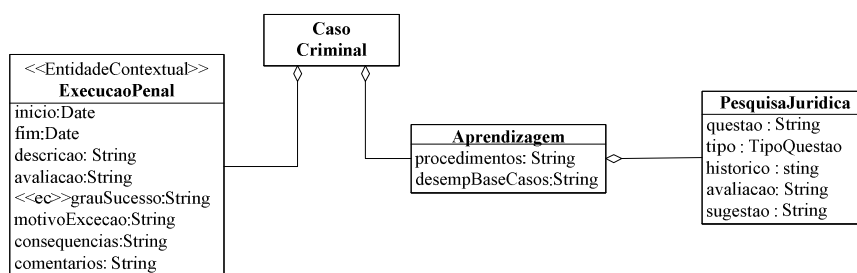 Caso
Criminal
<<EntidadeContextual>>
ExecucaoPenal
inicio:Date
fim:Date
descricao: String
avaliacao:String
<<ec>>grauSucesso:String
motivoExcecao:String
consequencias:String
comentarios: String
Aprendizagem
procedimentos: String
desempBaseCasos:String
PesquisaJuridica
questao : String
tipo : TipoQuestao
historico : sting
avaliacao: String
sugestao : String